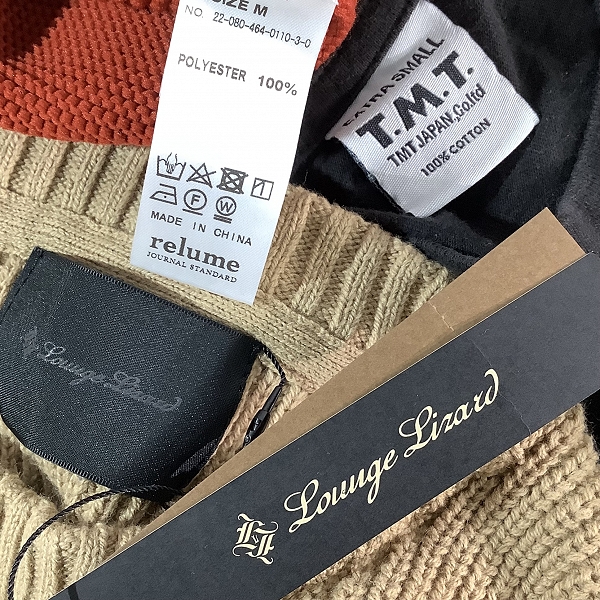 SIZE M
NO. 22-080-464-0110-3-0
POLYESTER 100%
MADE IN CHINA
relume
JOURNAL STANDARD
EXTRA SMALL
T.M.T.
TMT JAPAN,Co.ltd
100% COTTON
Lounge Lizard
Lounge Lizard